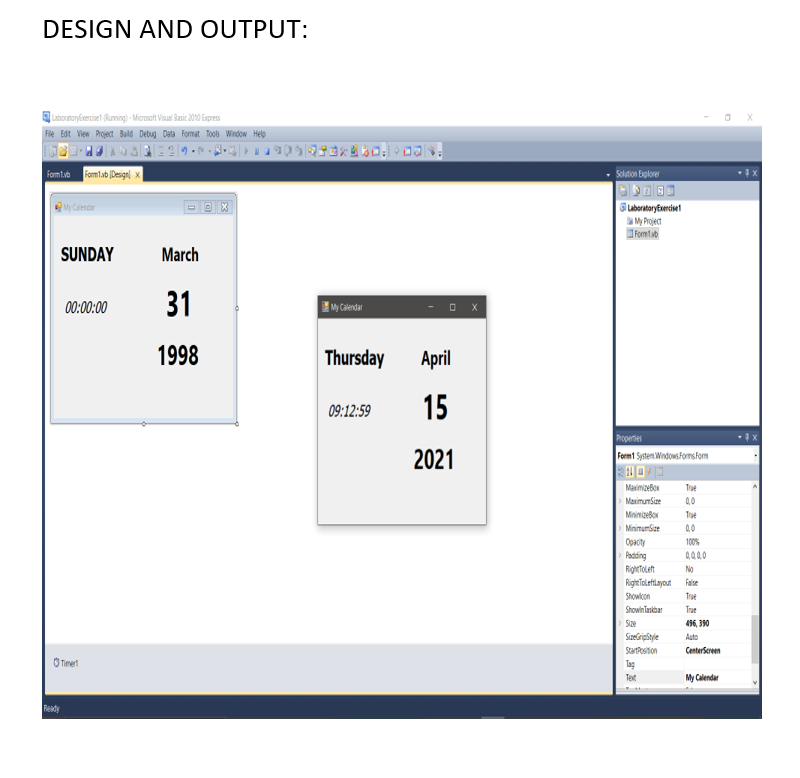 DESIGN AND OUTPUT:
LaboratoryExercise1 (Running) - Microsoft Visual Basic 2010 Express
File Edit View Project Build Debug Data Format Tools Window Help
Form1.vb Form1.vb [Design] X
My Calendar
SUNDAY March
00:00:00 31
1998
My Calendar
Thursday April
09:12:59 15
2021
Timer1
Solution Explorer
LaboratoryExercise1
My Project
Form1.vb
Properties
Form1 System.Windows.Forms.Form
MaximizeBox True
MaximumSize 0, 0
MinimizeBox True
MinimumSize 0, 0
Opacity 100%
Padding 0, 0, 0, 0
RightToLeft No
RightToLeftLayout False
ShowIcon True
ShowInTaskbar True
Size 496, 390
SizeGripStyle Auto
StartPosition CenterScreen
Tag
Text My Calendar
Ready